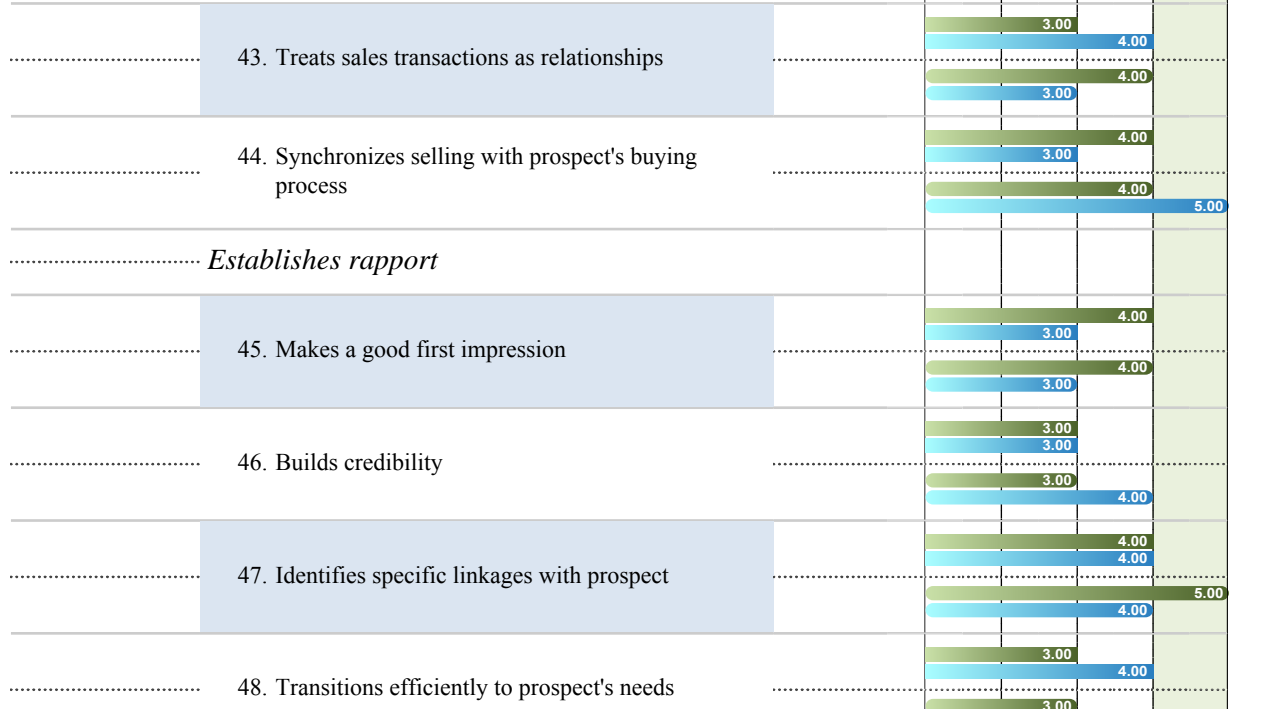 3.00
4.00
43. Treats sales transactions as relationships
4.00
3.00
4.00
44. Synchronizes selling with prospect's buying
3.00
process
4.00
5.00
Establishes rapport
4.00
3.00
45. Makes a good first impression
4.00
3.00
3.00
3.00
46. Builds credibility
3.00
4.00
4.00
4.00
47. Identifies specific linkages with prospect
5.00
4.00
3.00
4.00
48. Transitions efficiently to prospect's needs
3.00